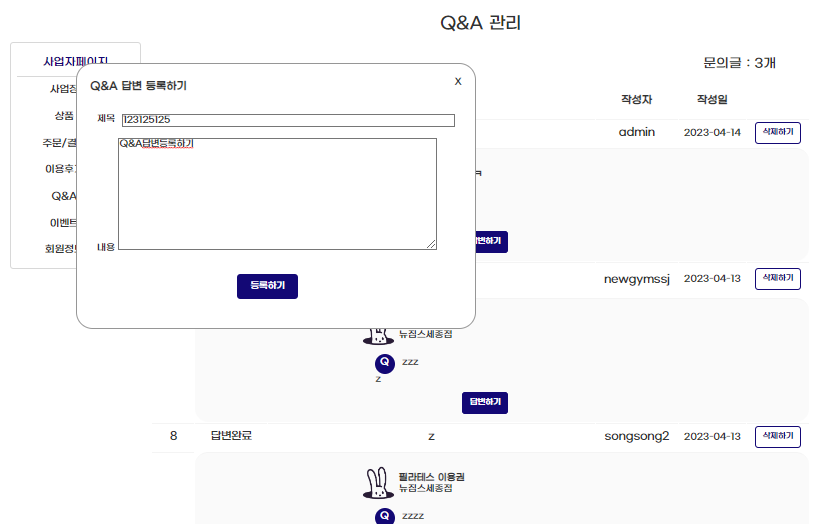 Q&A 관리
사업자페이지
문의글 : 3개
Q&A 답변 등록하기
X
제목
123125125
Q&A답변등록하기
내용
등록하기
상품
주문/결
이용후
Q&A
이벤트
회원정
작성자
작성일
admin
2023-04-14
삭제하기
변하기
newgymssj
2023-04-13
삭제하기
뉴짐스세종점
Q
zzz
z
답변하기
8
답변완료
z
songsong2
2023-04-13
삭제하기
필라테스 이용권
뉴짐스세종점
Q
zzzz